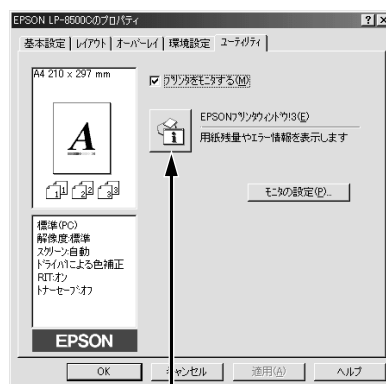 EPSON LP-8500Cのプロパティ
? ×
基本設定 レイアウト オーバーレイ 環境設定 ユーティリティ
A4 210 x 297 mm
プリンタをモニタする(M)
EPSONプリンタウィンドウ!3(E)
用紙残量やエラー情報を表示します
A
1 1 2 2 3 3
モニタの設定(P)...
標準(PC)
解像度:標準
スクリーン:自動
ドライバによる色補正
RIT:オン
トナーセーブ:オフ
EPSON
OK キャンセル 適用(A) ヘルプ